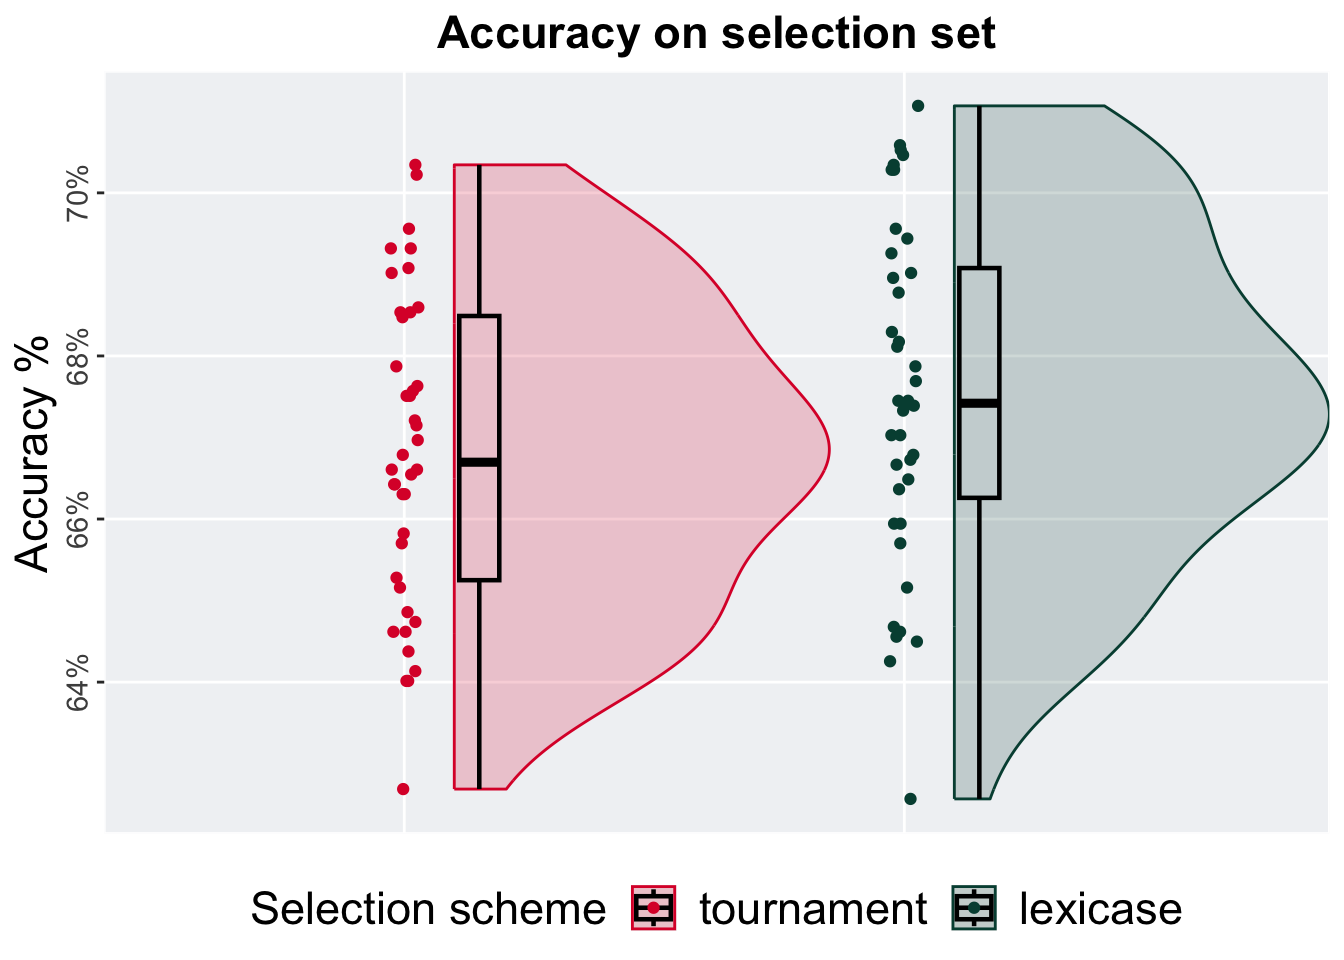 Accuracy on selection set
Accuracy %
70%
68%
66%
64%
Selection scheme tournament lexicase